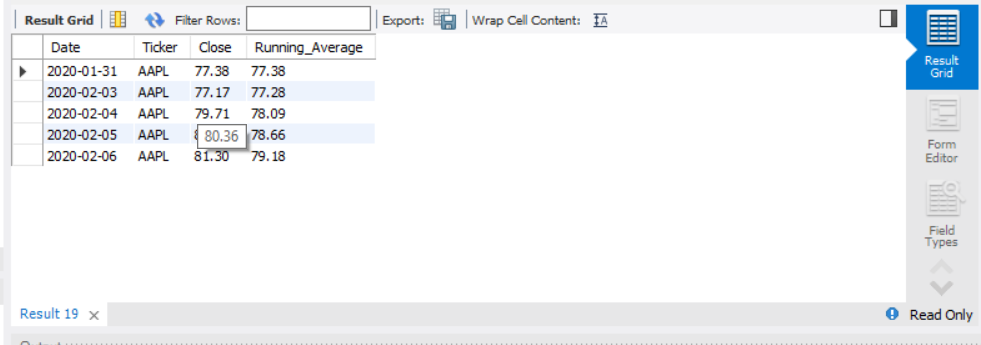 Result Grid Filter Rows: Export: Wrap Cell Content: IA
Date Ticker Close Running_Average
2020-01-31 AAPL 77.38 77.38
2020-02-03 AAPL 77.17 77.28
2020-02-04 AAPL 79.71 78.09
2020-02-05 AAPL 80.36 78.66
2020-02-06 AAPL 81.30 79.18
Result
Grid
Form
Editor
Field
Types
Result 19 ×
Read Only